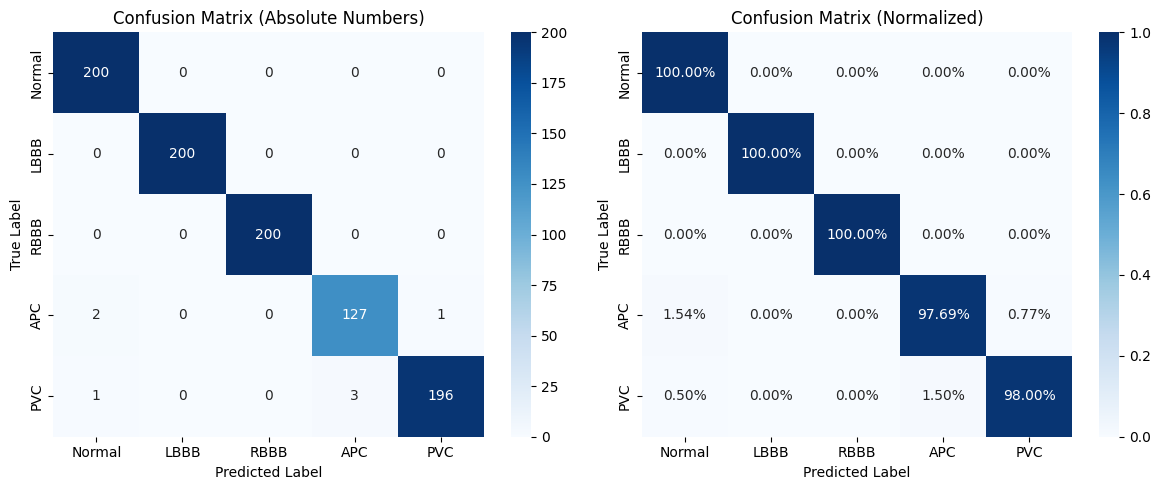 Confusion Matrix (Absolute Numbers)
True Label
Normal 200 0 0 0 0
LBBB 0 200 0 0 0
RBBB 0 0 200 0 0
APC 2 0 0 127 1
PVC 1 0 0 3 196
Normal LBBB RBBB APC PVC
Predicted Label
200
175
150
125
100
75
50
25
0
Confusion Matrix (Normalized)
True Label
Normal 100.00% 0.00% 0.00% 0.00% 0.00%
LBBB 0.00% 100.00% 0.00% 0.00% 0.00%
RBBB 0.00% 0.00% 100.00% 0.00% 0.00%
APC 1.54% 0.00% 0.00% 97.69% 0.77%
PVC 0.50% 0.00% 0.00% 1.50% 98.00%
Normal LBBB RBBB APC PVC
Predicted Label
1.0
0.8
0.6
0.4
0.2
0.0